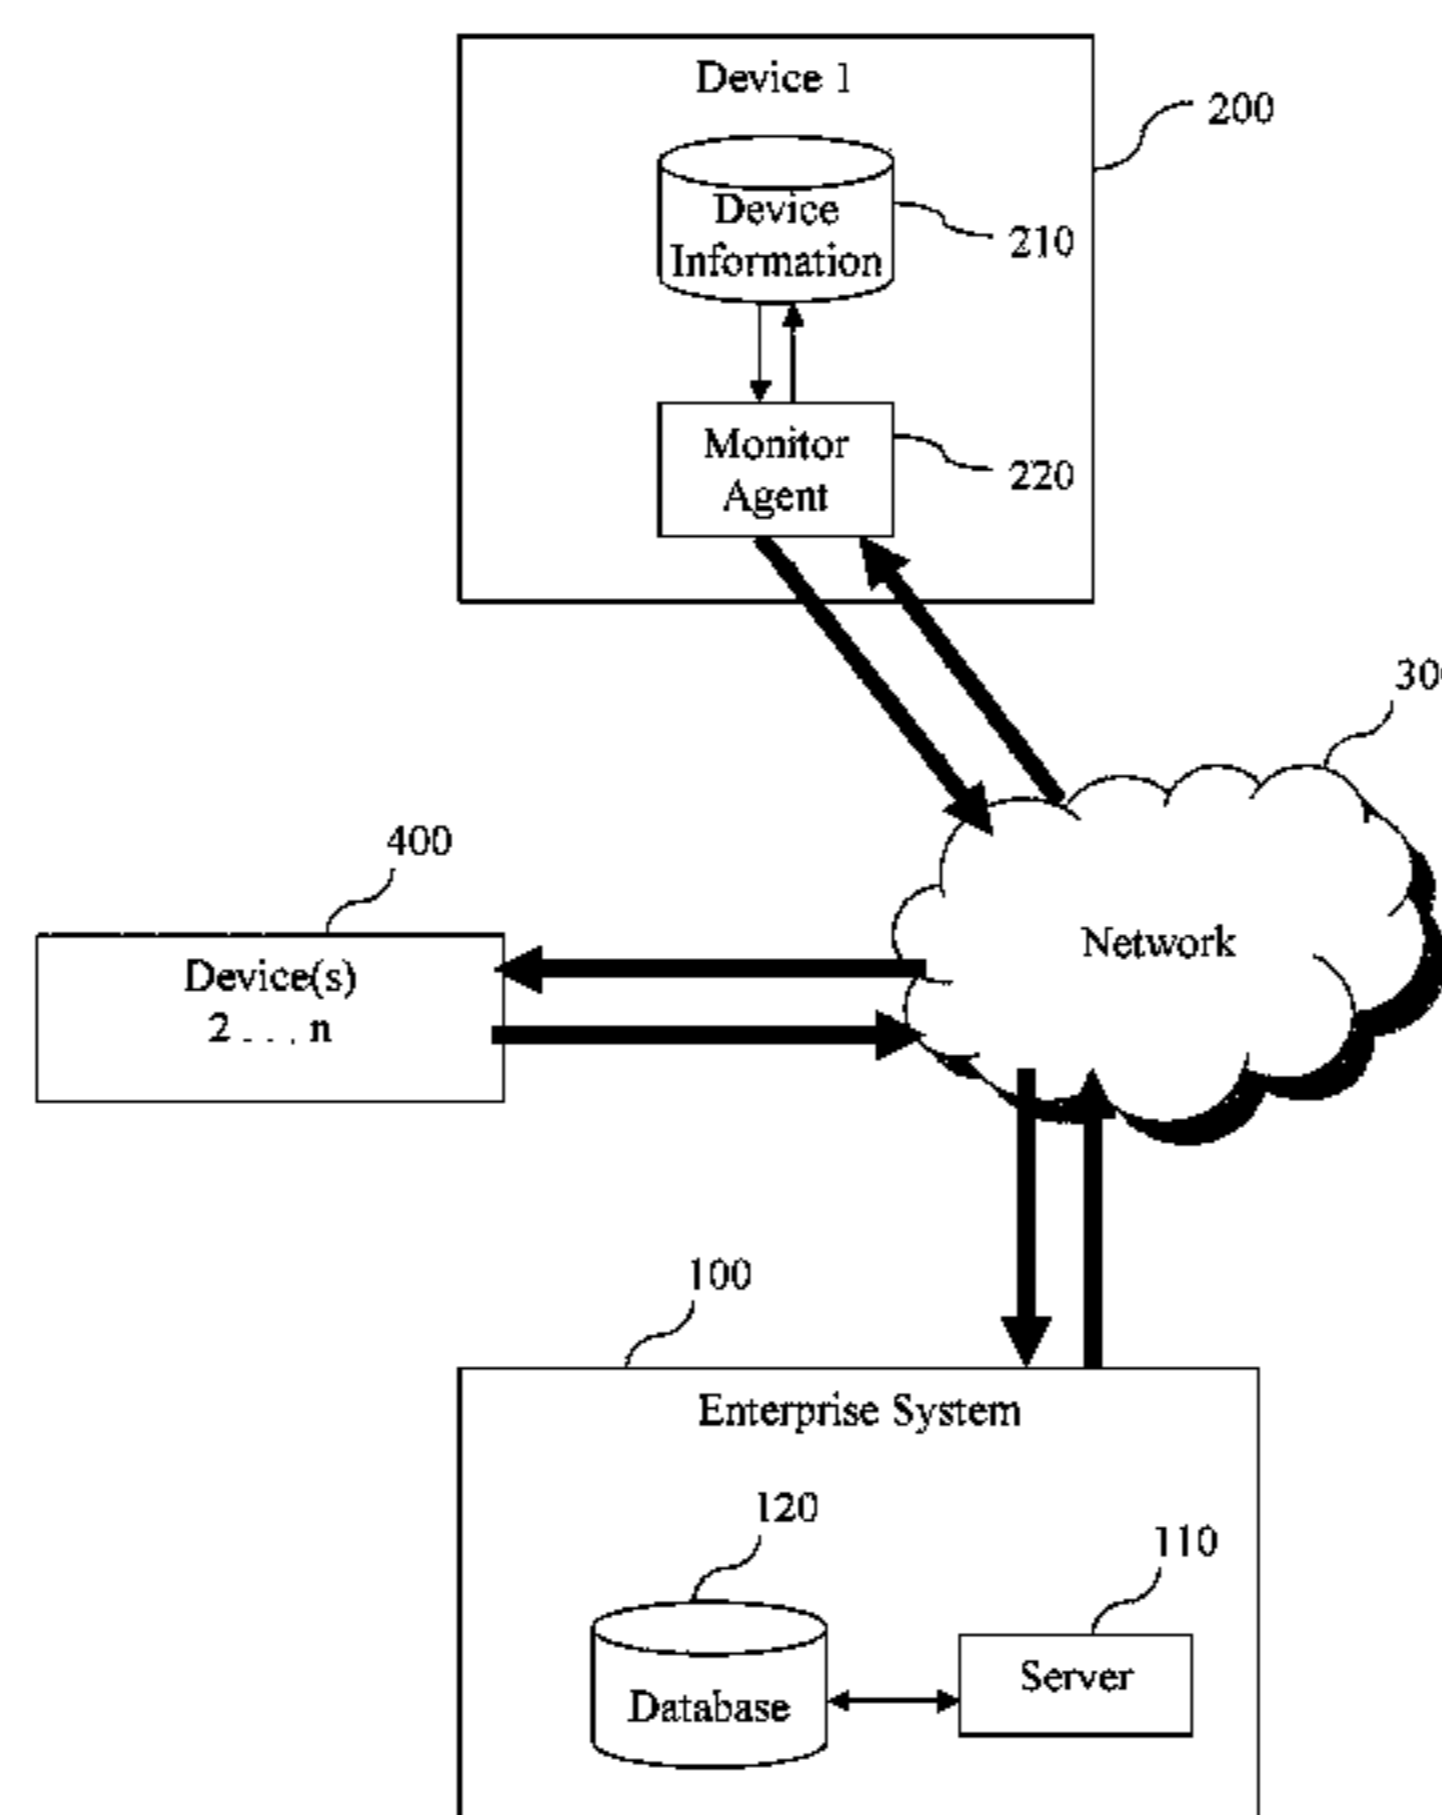 Device 1
200
Device
Information
210
Monitor
Agent
220
30
400
Network
Device(s)
2 . . . n
100
Enterprise System
120
110
Server
Database